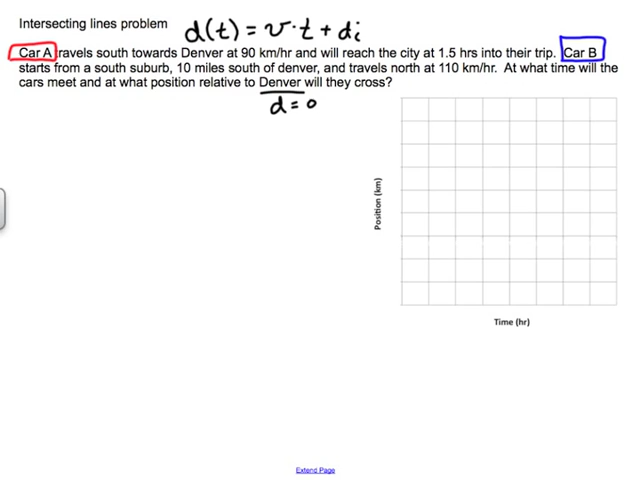 Intersecting lines problem
d(t) = v·t + di
Car A travels south towards Denver at 90 km/hr and will reach the city at 1.5 hrs into their trip. Car B
starts from a south suburb, 10 miles south of denver, and travels north at 110 km/hr. At what time will the
cars meet and at what position relative to Denver will they cross?
d = 0
Position (km)
Time (hr)
Extend Page